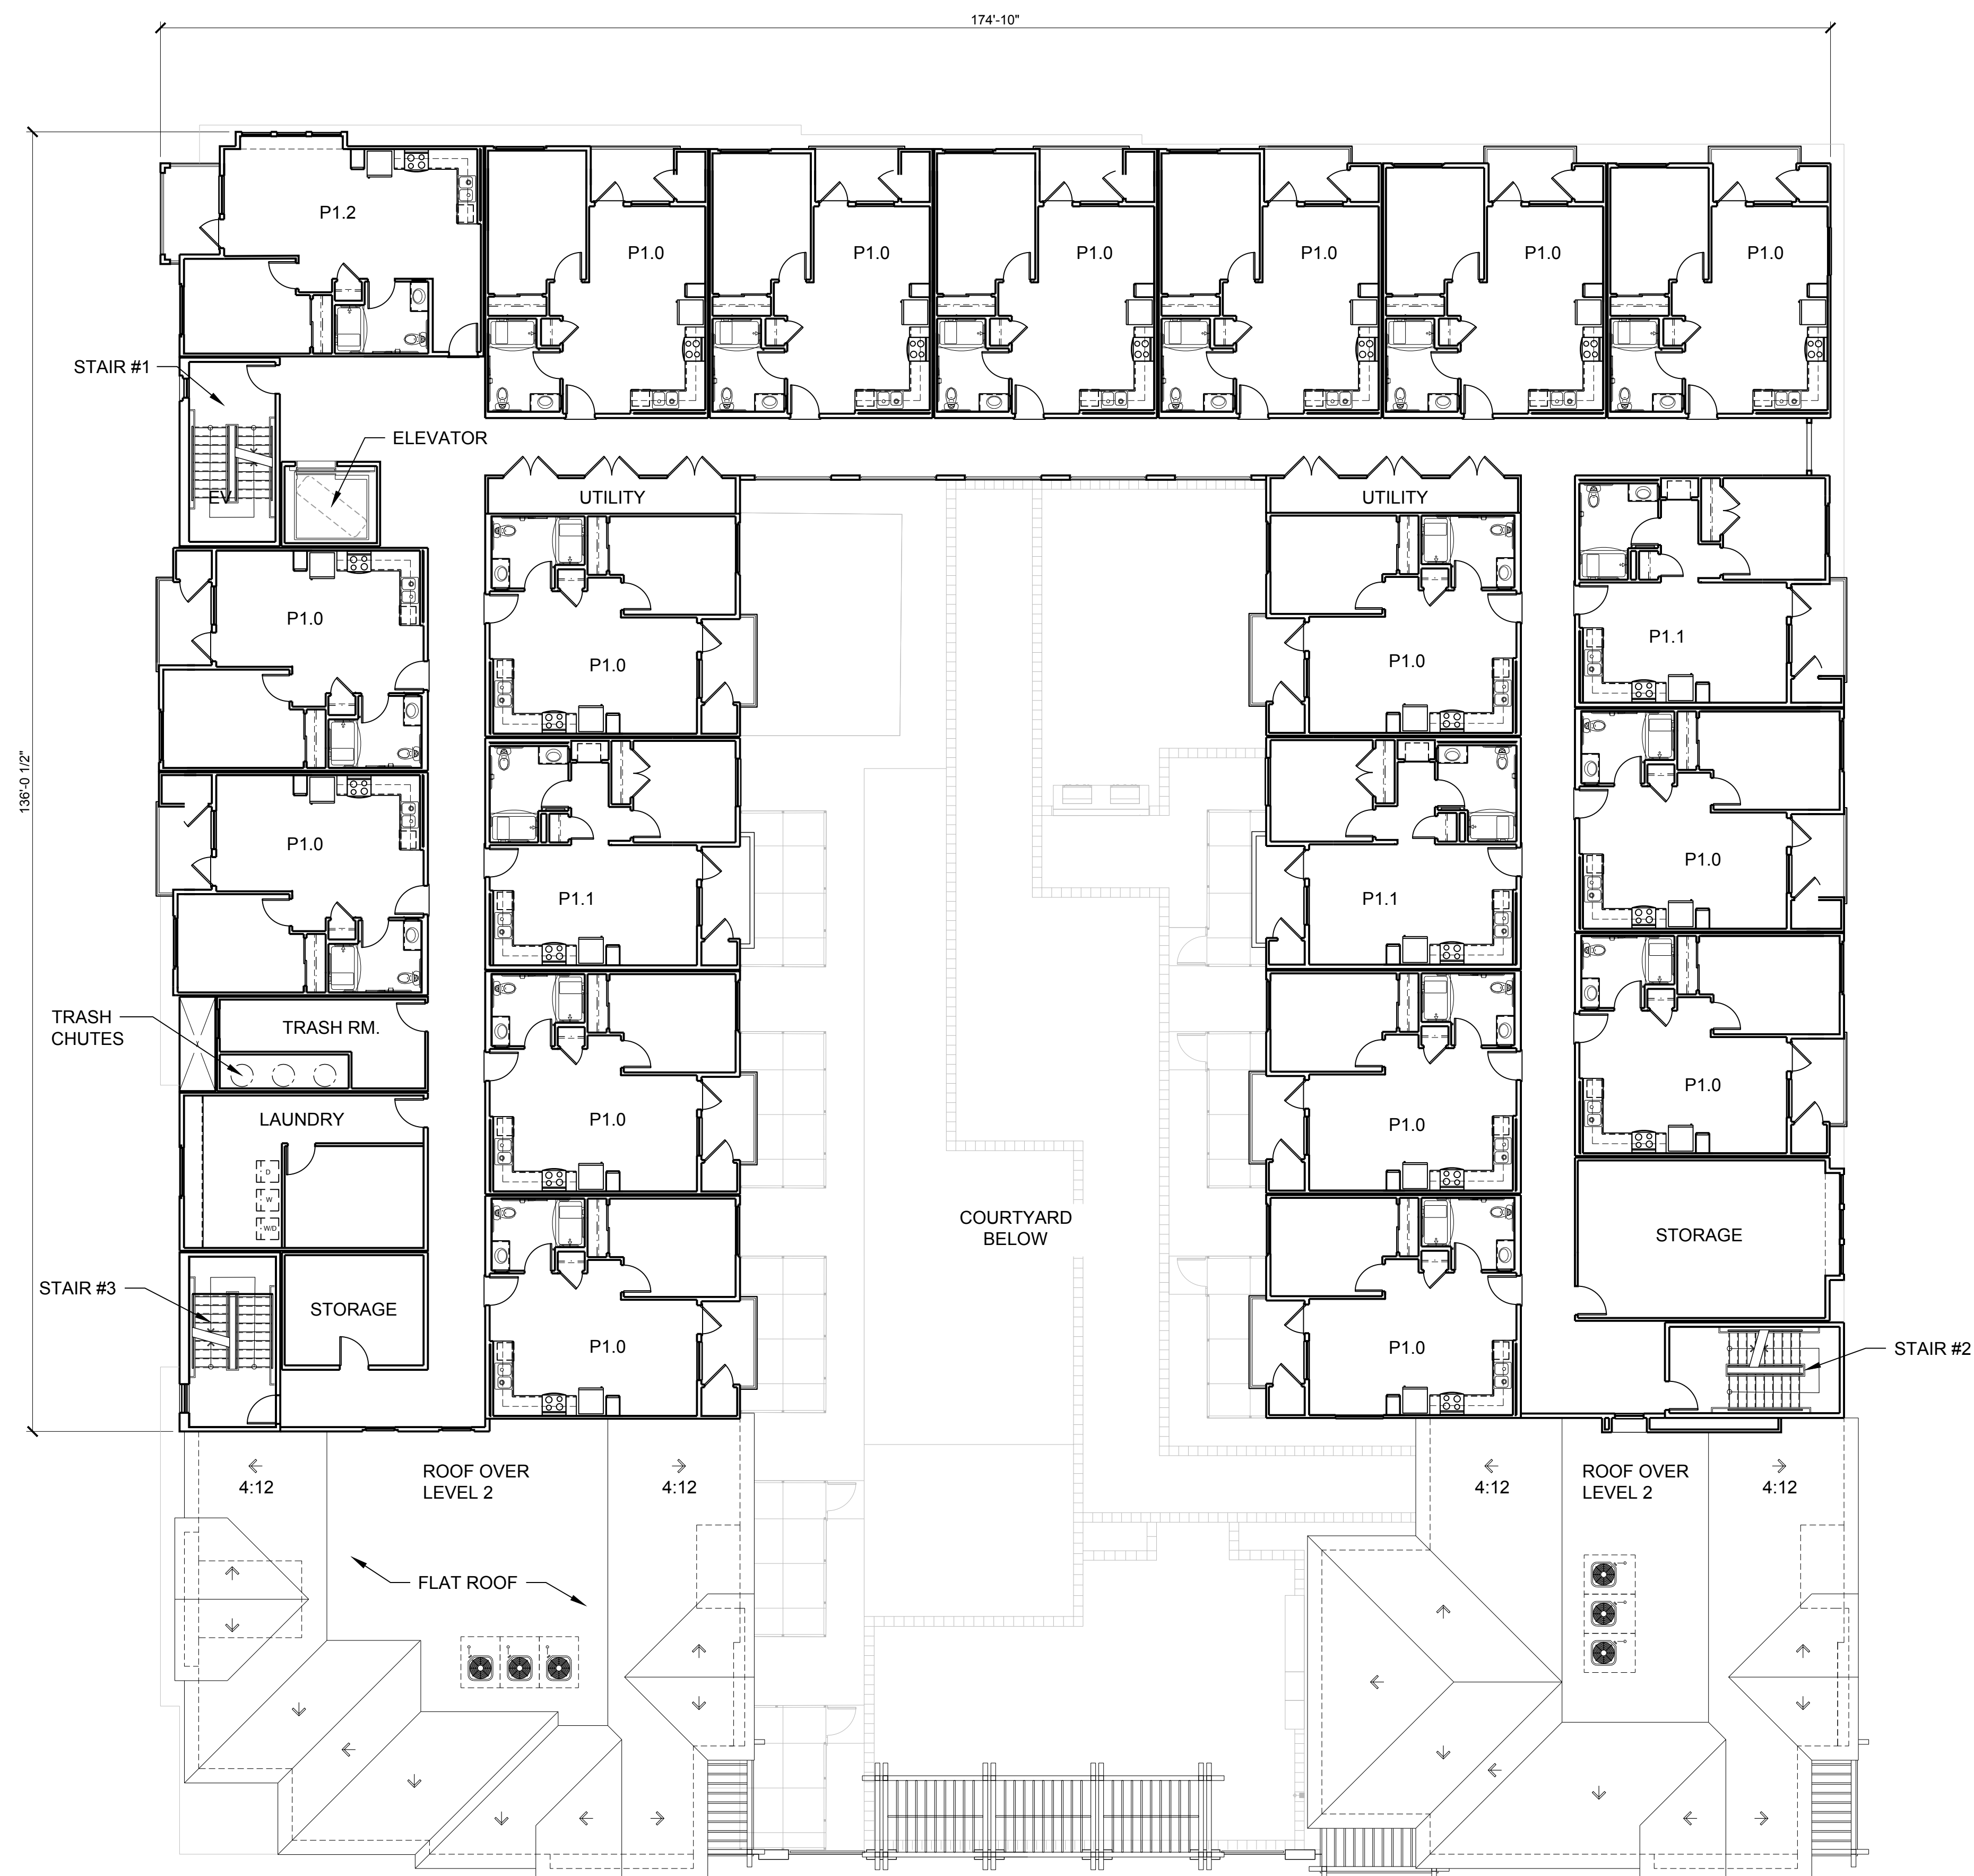 174'-10"
P1.2
P1.0
P1.0
P1.0
P1.0
P1.0
P1.0
STAIR #1
ELEVATOR
EV
UTILITY
UTILITY
P1.0
P1.1
P1.0
P1.0
136'-0 1/2"
P1.0
P1.0
P1.1
P1.1
TRASH
CHUTES
TRASH RM.
P1.0
P1.0
P1.0
LAUNDRY
D
W
W/D
COURTYARD
BELOW
STORAGE
STAIR #3
STORAGE
P1.0
P1.0
STAIR #2
4:12
ROOF OVER
LEVEL 2
4:12
4:12
ROOF OVER
LEVEL 2
4:12
FLAT ROOF